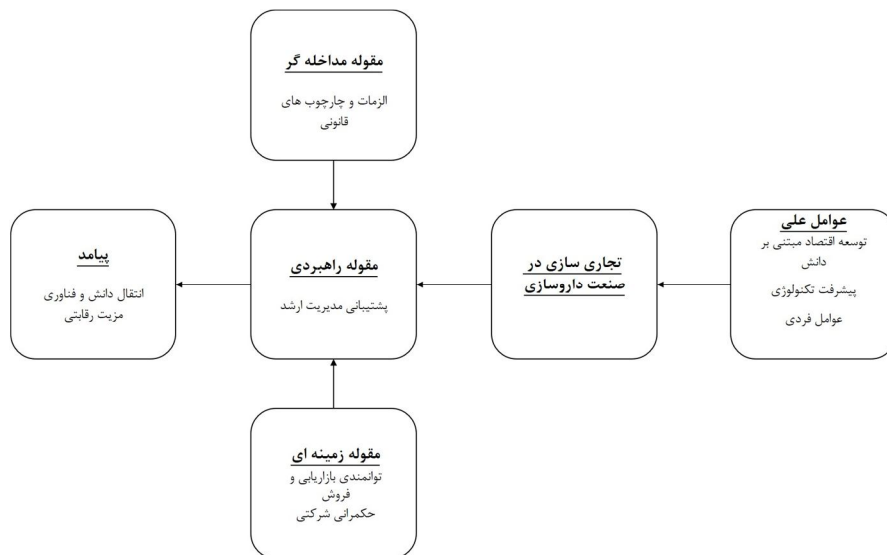 مقوله مداخله گر
الزمات و چارچوب های
قانونی
عوامل علی
توسعه اقتصاد مبتنی بر
دانش
پیشرفت تکنولوژی
عوامل فردی
تجاری سازی در
صنعت داروسازی
مقوله راهبردی
پشتیبانی مدیریت ارشد
پیامد
انتقال دانش و فناوری
مزیت رقابتی
مقوله زمینه ای
توانمندی بازاریابی و
فروش
حکمرانی شرکتی